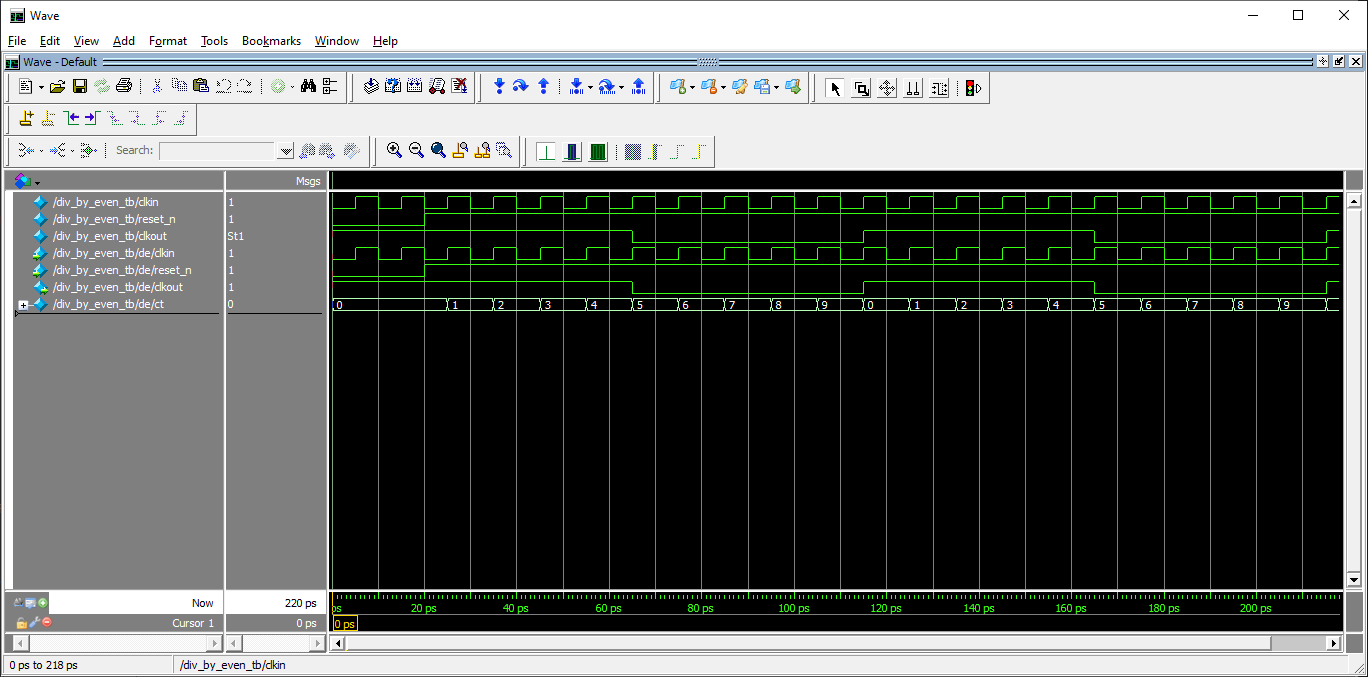 Wave
File Edit View Add Format Tools Bookmarks Window Help
Wave - Default
Search:
Msgs
/div_by_even_tb/clkin 1
/div_by_even_tb/reset_n 1
/div_by_even_tb/clkout St1
/div_by_even_tb/de/clkin 1
/div_by_even_tb/de/reset_n 1
/div_by_even_tb/de/clkout 1
/div_by_even_tb/de/ct 0 0 1 2 3 4 5 6 7 8 9 0 1 2 3 4 5 6 7 8 9
Now 220 ps ps 20 ps 40 ps 60 ps 80 ps 100 ps 120 ps 140 ps 160 ps 180 ps 200 ps
Cursor 1 0 ps 0 ps
0 ps to 218 ps /div_by_even_tb/clkin